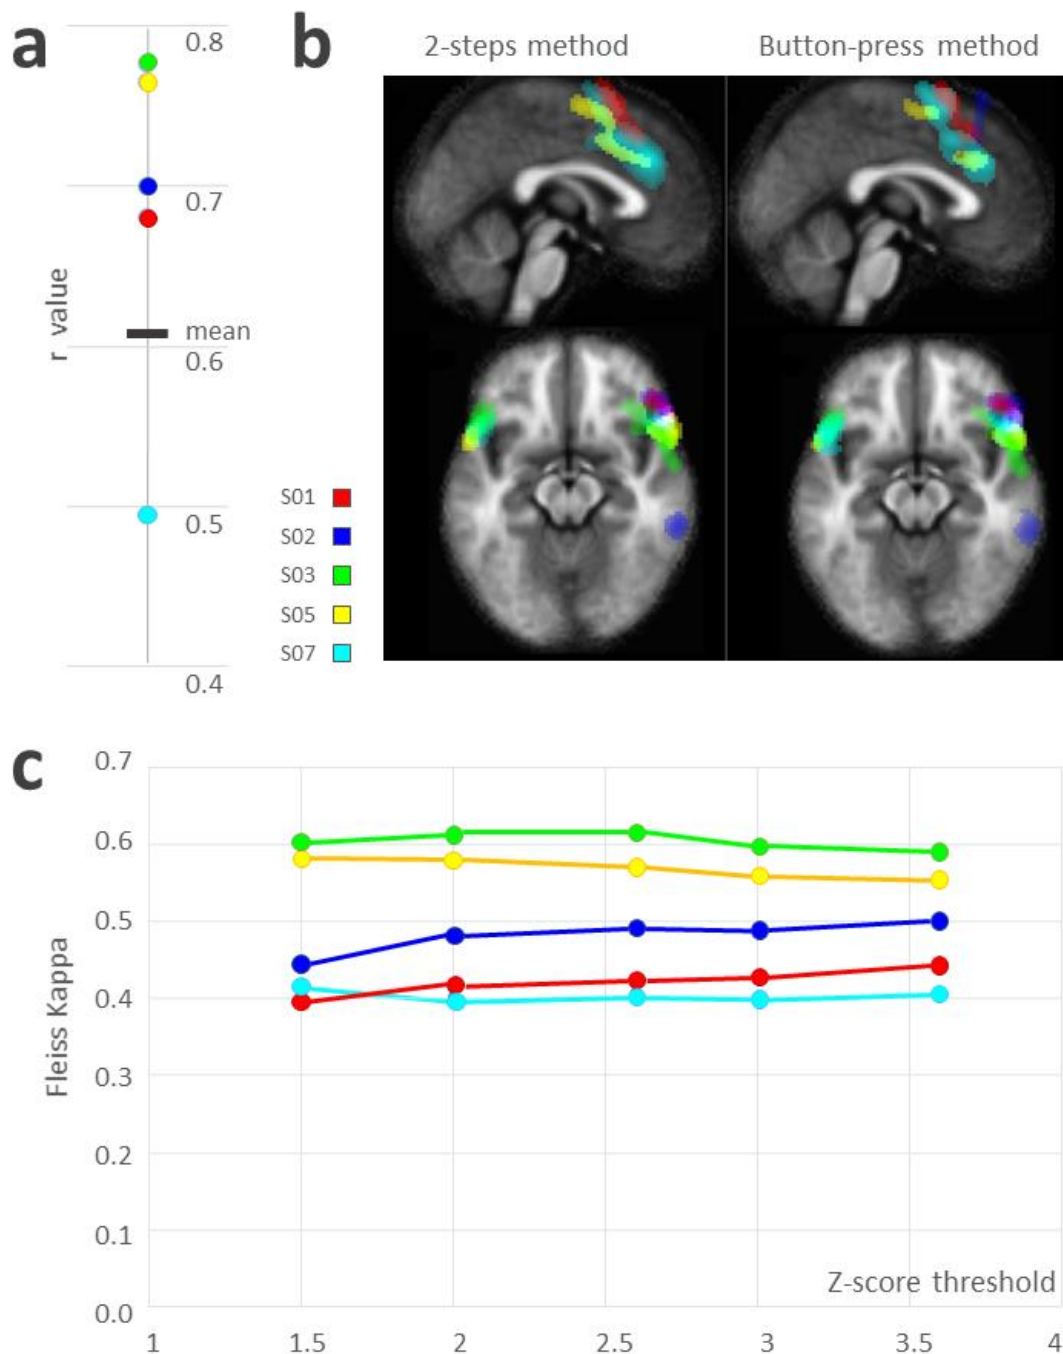 a
0.8
0.7
r value
mean
0.6
0.5
0.4
b
2-steps method
Button-press method
S01
S02
S03
S05
S07
c
0.7
0.6
0.5
0.4
0.3
0.2
0.1
0.0
Fleiss Kappa
Z-score threshold
1 1.5 2 2.5 3 3.5 4